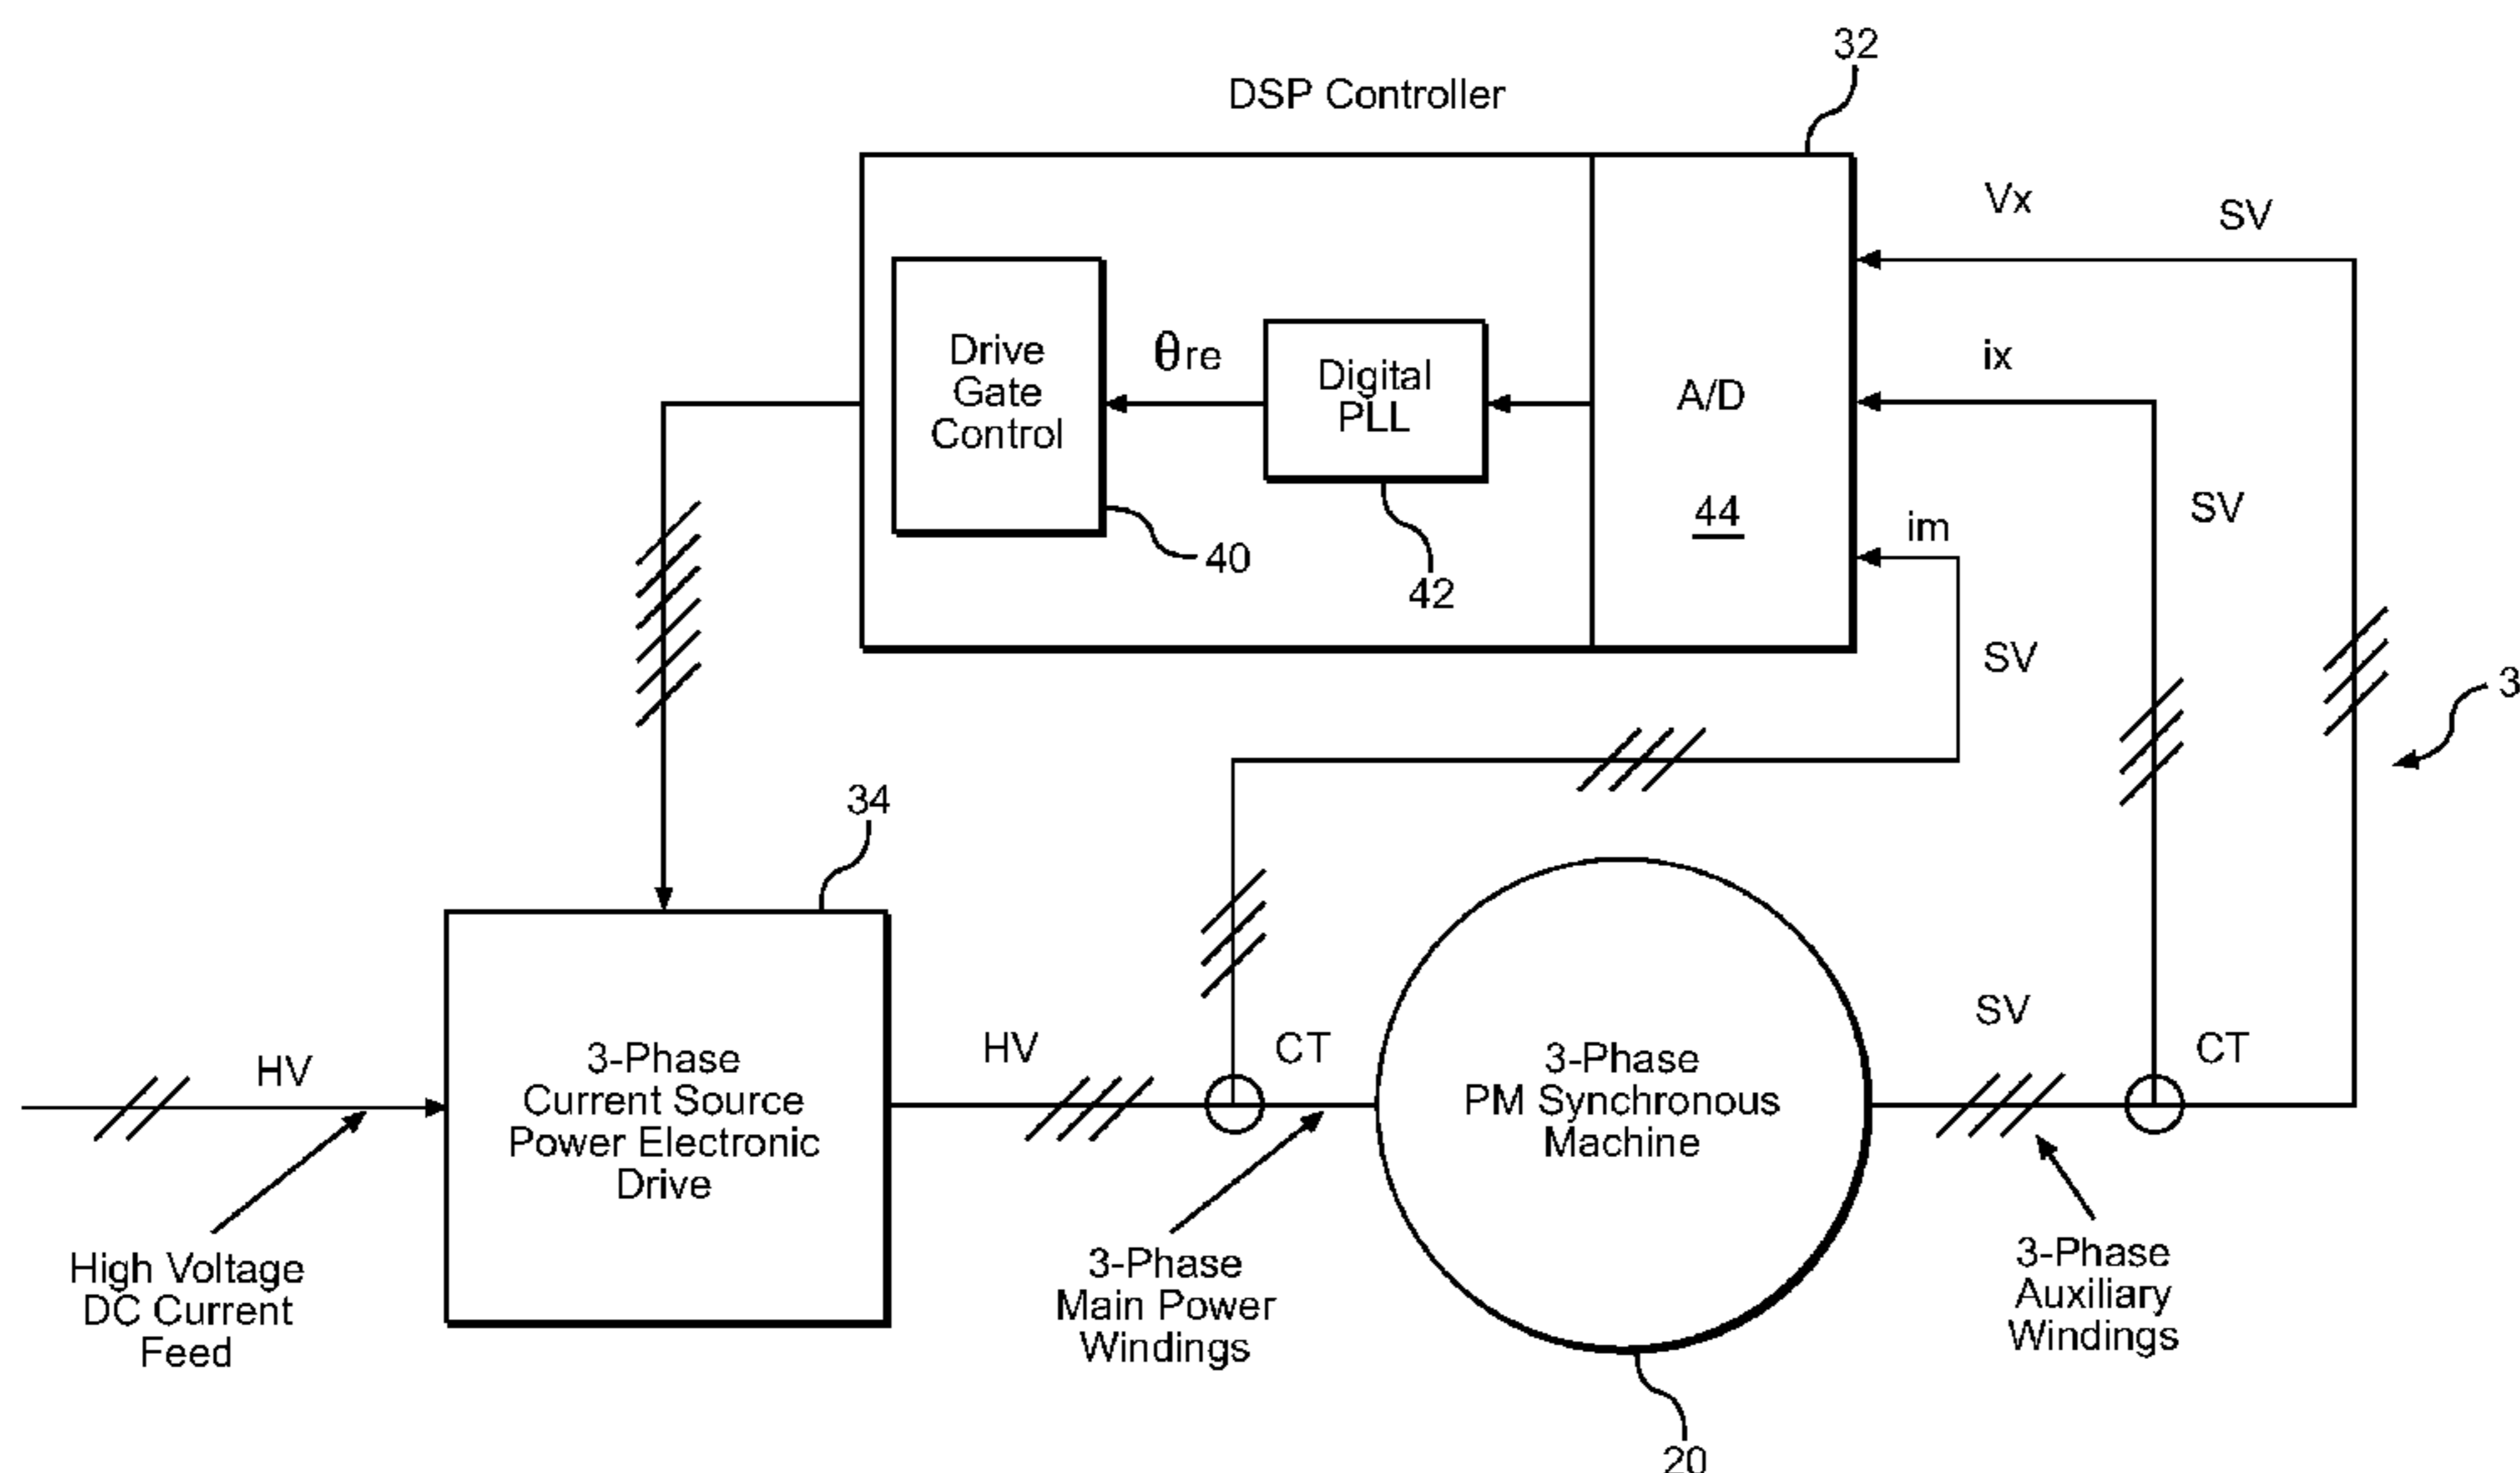 32
DSP Controller
Vx
SV
Drive
Gate
Control
θre
Digital
PLL
A/D
44
ix
SV
im
40
42
SV
3
34
HV
3-Phase
Current Source
Power Electronic
Drive
HV
CT
3-Phase
PM Synchronous
Machine
SV
CT
High Voltage
DC Current
Feed
3-Phase
Main Power
Windings
3-Phase
Auxiliary
Windings
20